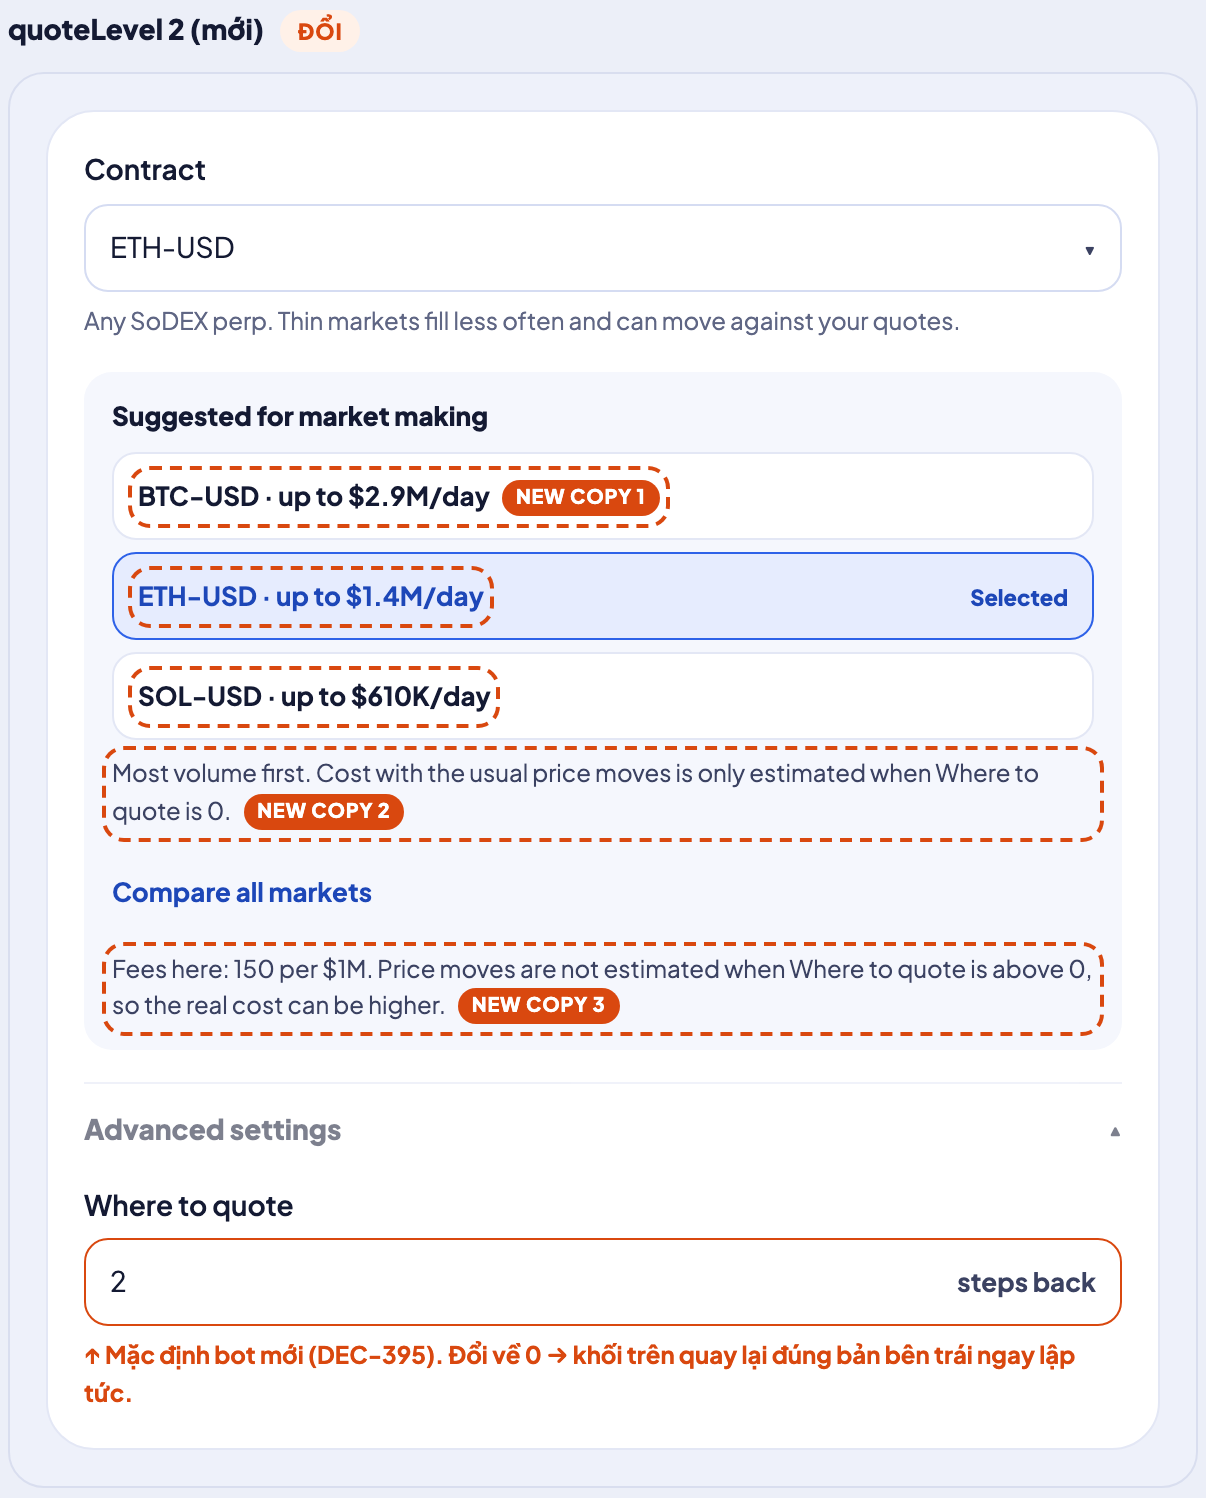 quoteLevel 2 (mới) ĐỔI
Contract
ETH-USD ▼
Any SoDEX perp. Thin markets fill less often and can move against your quotes.
Suggested for market making
BTC-USD · up to $2.9M/day NEW COPY 1
ETH-USD · up to $1.4M/day Selected
SOL-USD · up to $610K/day
Most volume first. Cost with the usual price moves is only estimated when Where to
quote is 0. NEW COPY 2
Compare all markets
Fees here: 150 per $1M. Price moves are not estimated when Where to quote is above 0,
so the real cost can be higher. NEW COPY 3
Advanced settings ▲
Where to quote
2 steps back
↑ Mặc định bot mới (DEC-395). Đổi về 0 → khối trên quay lại đúng bản bên trái ngay lập
tức.